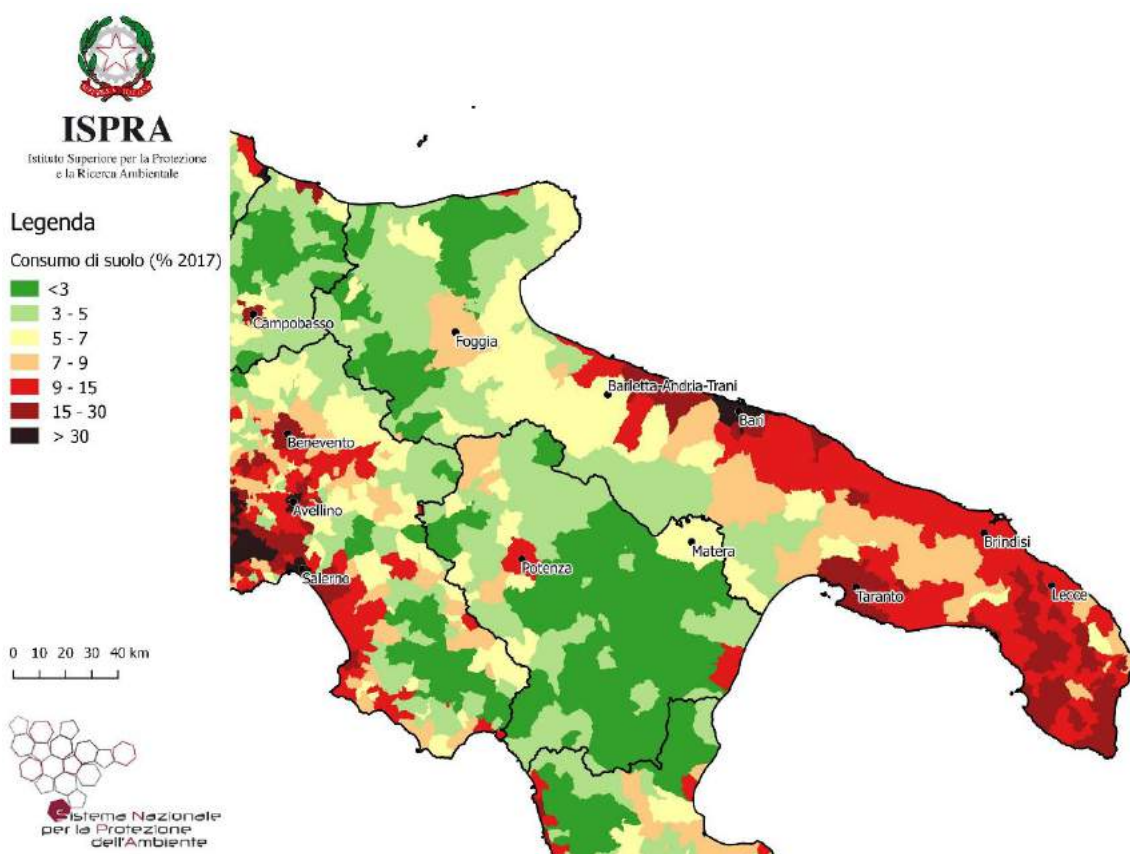 ISPRA
Istituto Superiore per la Protezione
e la Ricerca Ambientale
Legenda
Consumo di suolo (% 2017)
<3
3 - 5
5 - 7
7 - 9
9 - 15
15 - 30
> 30
Campobasso
Foggia
Barletta-Andria-Trani
Bari
Benevento
Avellino
Salerno
Potenza
Matera
Brindisi
Taranto
Lecce
0 10 20 30 40 km
Sistema Nazionale
per la Protezione
dell'Ambiente